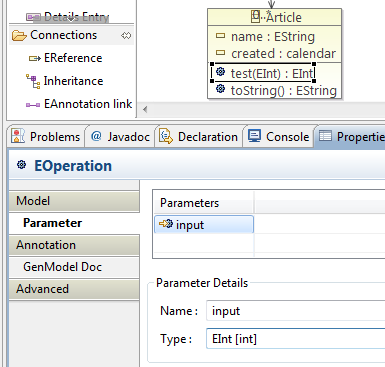 Details Entry
Connections
EReference
Inheritance
EAnnotation link
Article
name : EString
created : calendar
test(EInt) : EInt
toString() : EString
Problems
@ Javadoc
Declaration
Console
Propertie
EOperation
Model
Parameter
Annotation
GenModel Doc
Advanced
Parameters
input
Parameter Details
Name : input
Type : EInt [int]